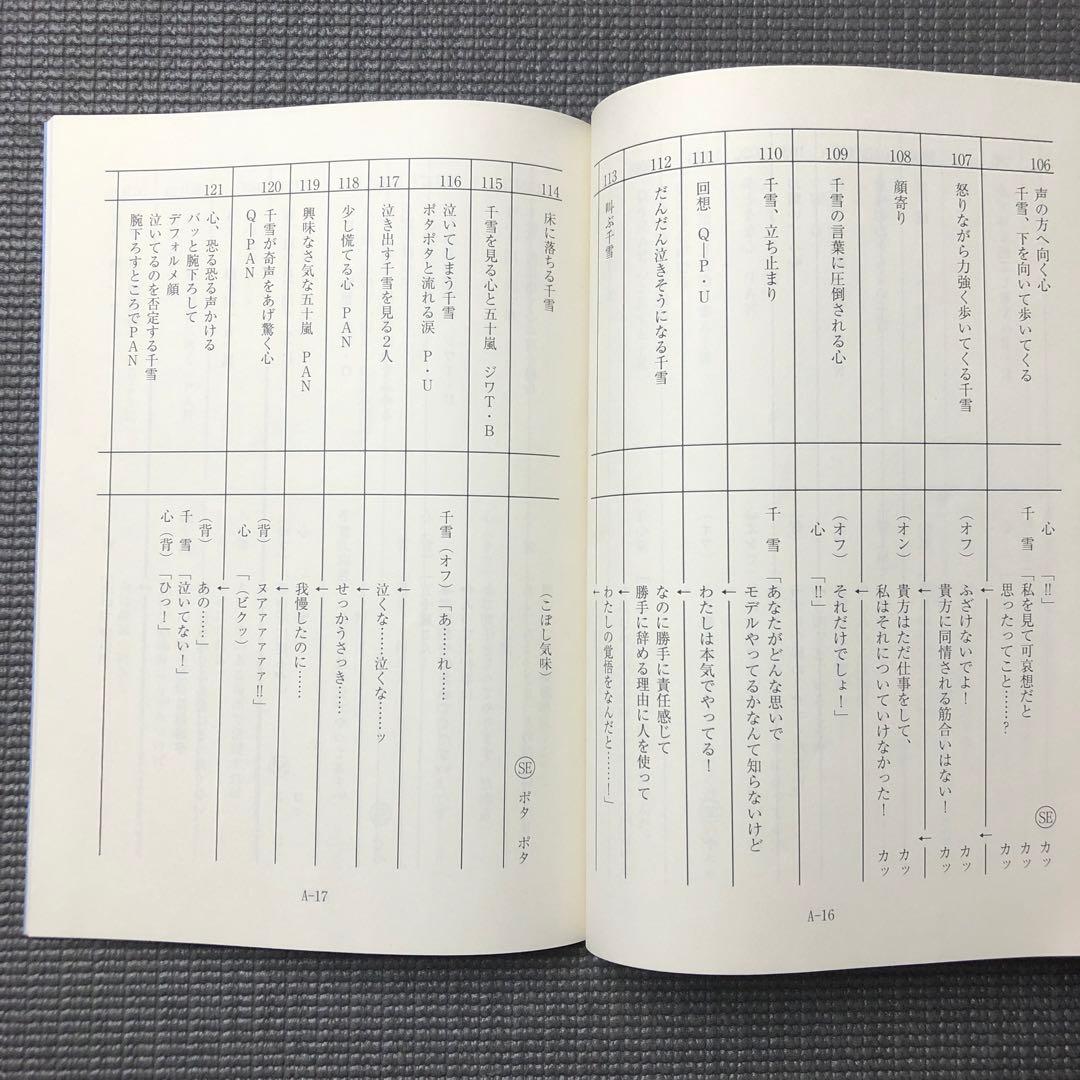 106
声の方へ向く心
千雪、下を向いて歩いてくる
心　「!!」
千　雪　「私を見て可哀想だと
思ったってこと……?
SE　カッ
カッ
カッ
107
怒りながら力強く歩いてくる千雪
（オフ）　ふざけないでよ！
貴方に同情される筋合いはない！
カッ
カッ
108
顔寄り
（オン）　貴方はただ仕事をして、
私はそれについていけなかった！
カッ
カッ
109
千雪の言葉に圧倒される心
（オフ）　それだけでしょ！」
心　「!!」
110
千雪、立ち止まり
千　雪　「あなたがどんな思いで
モデルやってるかなんて知らないけど
111
回想　Q―P・U
わたしは本気でやってる！
112
だんだん泣きそうになる千雪
なのに勝手に責任感じて
勝手に辞める理由に人を使って
113
叫ぶ千雪
わたしの覚悟をなんだと……！」
A-16
114
床に落ちる千雪
（こぼし気味）
SE　ポタ　ポタ
115
千雪を見る心と五十嵐　ジワT・B
116
泣いてしまう千雪
ポタポタと流れる涙　P・U
千雪（オフ）「あ……れ……
117
泣き出す千雪を見る2人
泣くな……泣くな……ッ
118
少し慌てる心　PAN
せっかうさっき……
119
興味なさ気な五十嵐　PAN
我慢したのに……
120
千雪が奇声をあげ驚く心
Q―PAN
（背）　ヌアァァァァァ!!」
心　「（ビクッ）
121
心、恐る恐る声かける
バッと腕下ろして
デフォルメ顔
泣いてるのを否定する千雪
腕下ろすところでPAN
（背）　あの……」
千　雪　「泣いてない！」
心（背）「ひっ！」
A-17